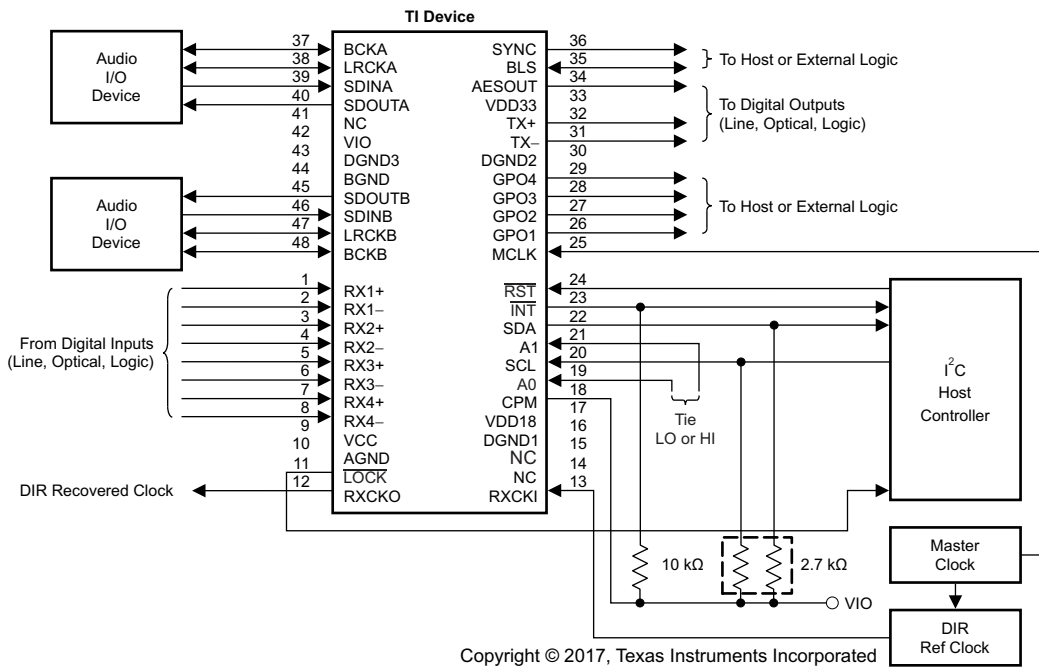 TI Device
Audio
I/O
Device
37
38
39
40
41
42
43
44
45
46
47
48
Audio
I/O
Device
1
2
3
4
5
6
7
8
9
10
11
12
From Digital Inputs
(Line, Optical, Logic)
DIR Recovered Clock
BCKA
LRCKA
SDINA
SDOUTA
NC
VIO
DGND3
BGND
SDOUTB
SDINB
LRCKB
BCKB
RX1+
RX1–
RX2+
RX2–
RX3+
RX3–
RX4+
RX4–
VCC
AGND
LOCK
RXCKO
SYNC
BLS
AESOUT
VDD33
TX+
TX–
DGND2
GPO4
GPO3
GPO2
GPO1
MCLK
RST
INT
SDA
A1
SCL
A0
CPM
VDD18
DGND1
NC
NC
RXCKI
36
35
34
33
32
31
30
29
28
27
26
25
24
23
22
21
20
19
18
17
16
15
14
13
To Host or External Logic
To Digital Outputs
(Line, Optical, Logic)
To Host or External Logic
Tie
LO or HI
I²C
Host
Controller
10 kΩ
2.7 kΩ
VIO
Master
Clock
DIR
Ref Clock
Copyright © 2017, Texas Instruments Incorporated